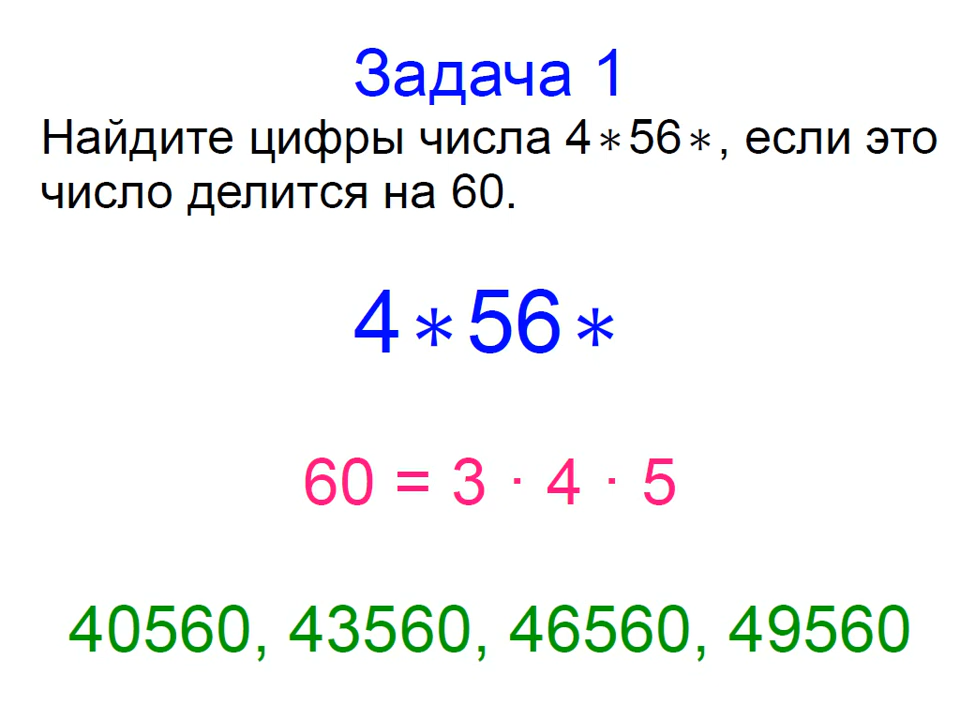 Задача 1
Найдите цифры числа 4*56*, если это
число делится на 60.
4*56*
60 = 3 · 4 · 5
40560, 43560, 46560, 49560